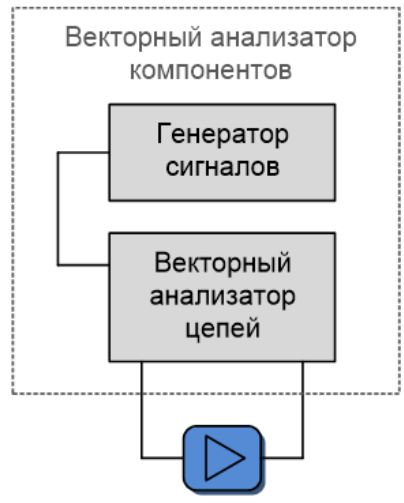 Векторный анализатор
компонентов
Генератор
сигналов
Векторный
анализатор
цепей